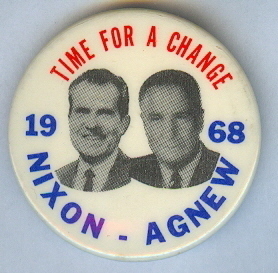 TIME FOR A CHANGE
19 68
NIXON - AGNEW